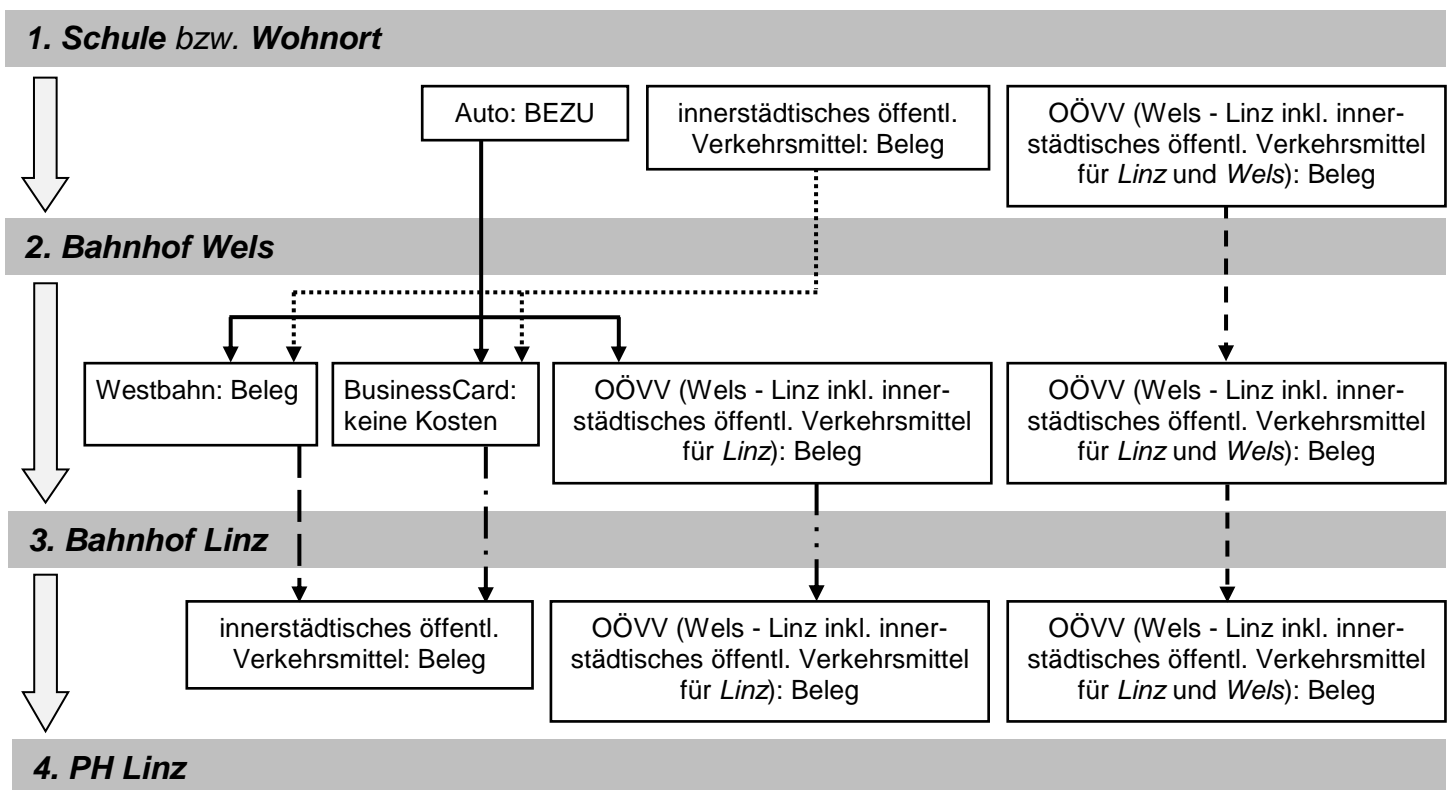 1. Schule bzw. Wohnort
Auto: BEZU
innerstädtisches öffentl.
Verkehrsmittel: Beleg
OÖVV (Wels - Linz inkl. inner-
städtisches öffentl. Verkehrsmittel
für Linz und Wels): Beleg
2. Bahnhof Wels
Westbahn: Beleg
BusinessCard:
keine Kosten
OÖVV (Wels - Linz inkl. inner-
städtisches öffentl. Verkehrsmittel
für Linz): Beleg
OÖVV (Wels - Linz inkl. inner-
städtisches öffentl. Verkehrsmittel
für Linz und Wels): Beleg
3. Bahnhof Linz
innerstädtisches öffentl.
Verkehrsmittel: Beleg
OÖVV (Wels - Linz inkl. inner-
städtisches öffentl. Verkehrsmittel
für Linz): Beleg
OÖVV (Wels - Linz inkl. inner-
städtisches öffentl. Verkehrsmittel
für Linz und Wels): Beleg
4. PH Linz